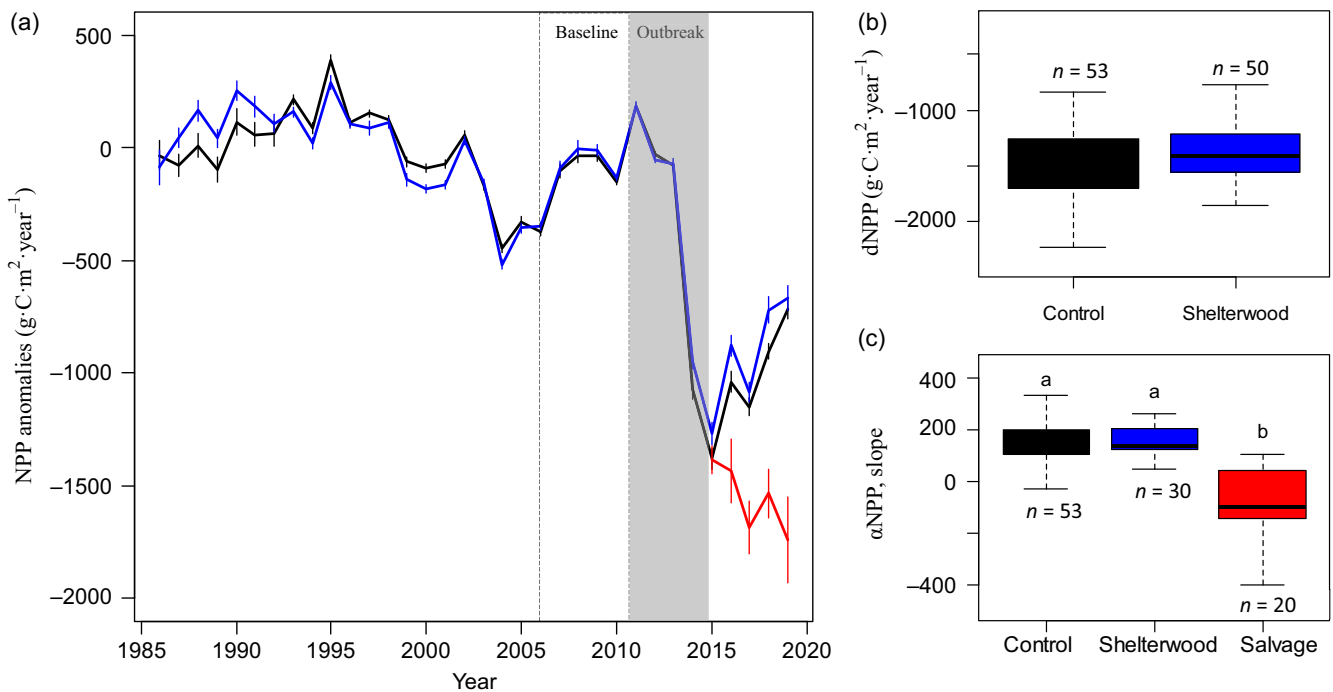 (a)
NPP anomalies (g·C·m²·year⁻¹)
500
0
−500
−1000
−1500
−2000
Baseline
Outbreak
1985
1990
1995
2000
2005
2010
2015
2020
Year
(b)
dNPP (g·C·m²·year⁻¹)
−1000
−2000
n = 53
n = 50
Control
Shelterwood
(c)
αNPP, slope
400
200
0
−400
a
a
b
n = 53
n = 30
n = 20
Control
Shelterwood
Salvage